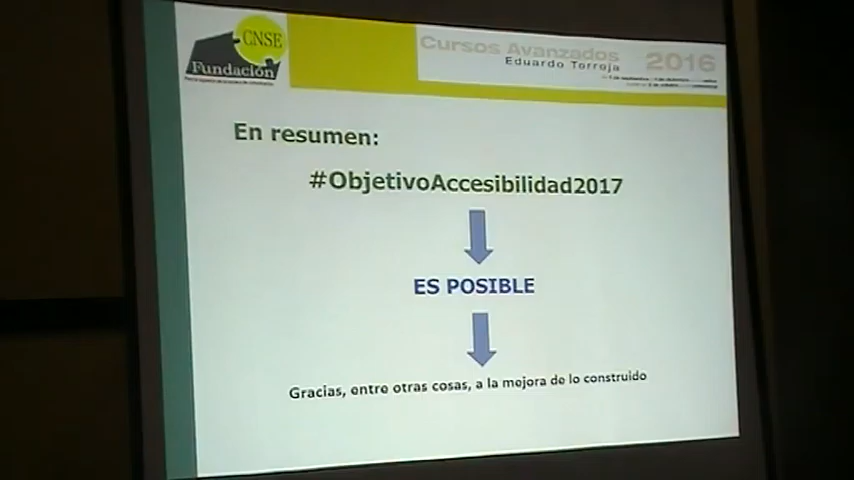 CNSE
Fundación
Cursos Avanzados 2016
Eduardo Torroja
En resumen:
#ObjetivoAccesibilidad2017
ES POSIBLE
Gracias, entre otras cosas, a la mejora de lo construido